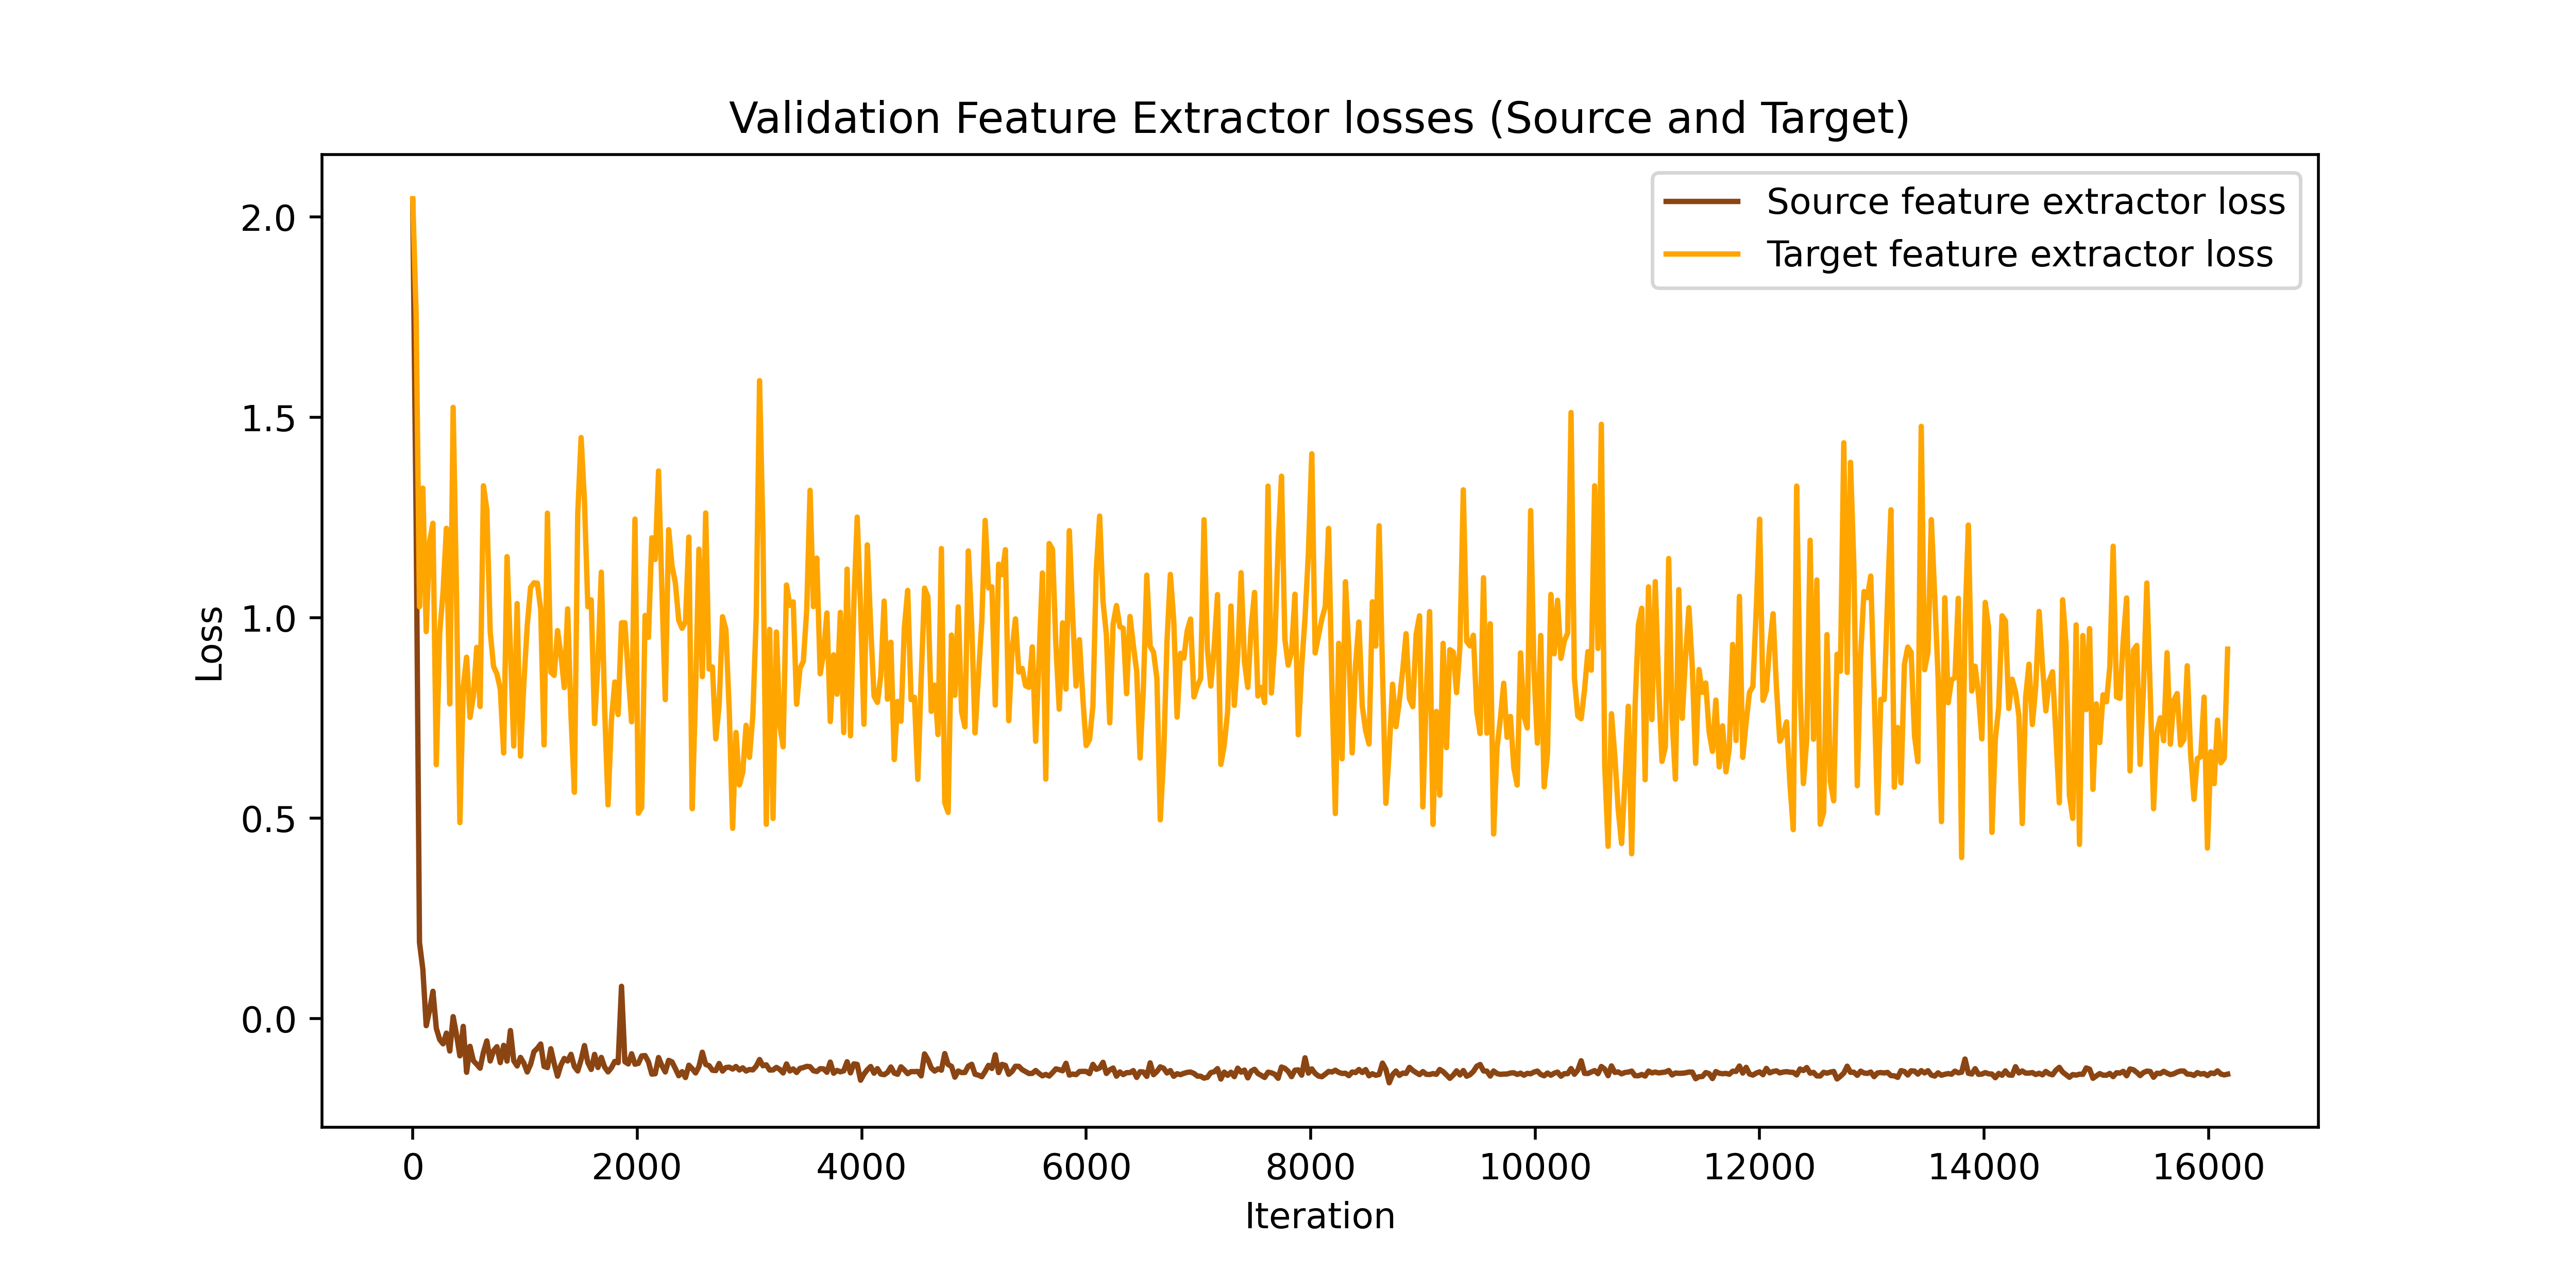 Validation Feature Extractor losses (Source and Target)
Source feature extractor loss
Target feature extractor loss
2.0
1.5
1.0
0.5
0.0
Loss
0 2000 4000 6000 8000 10000 12000 14000 16000
Iteration